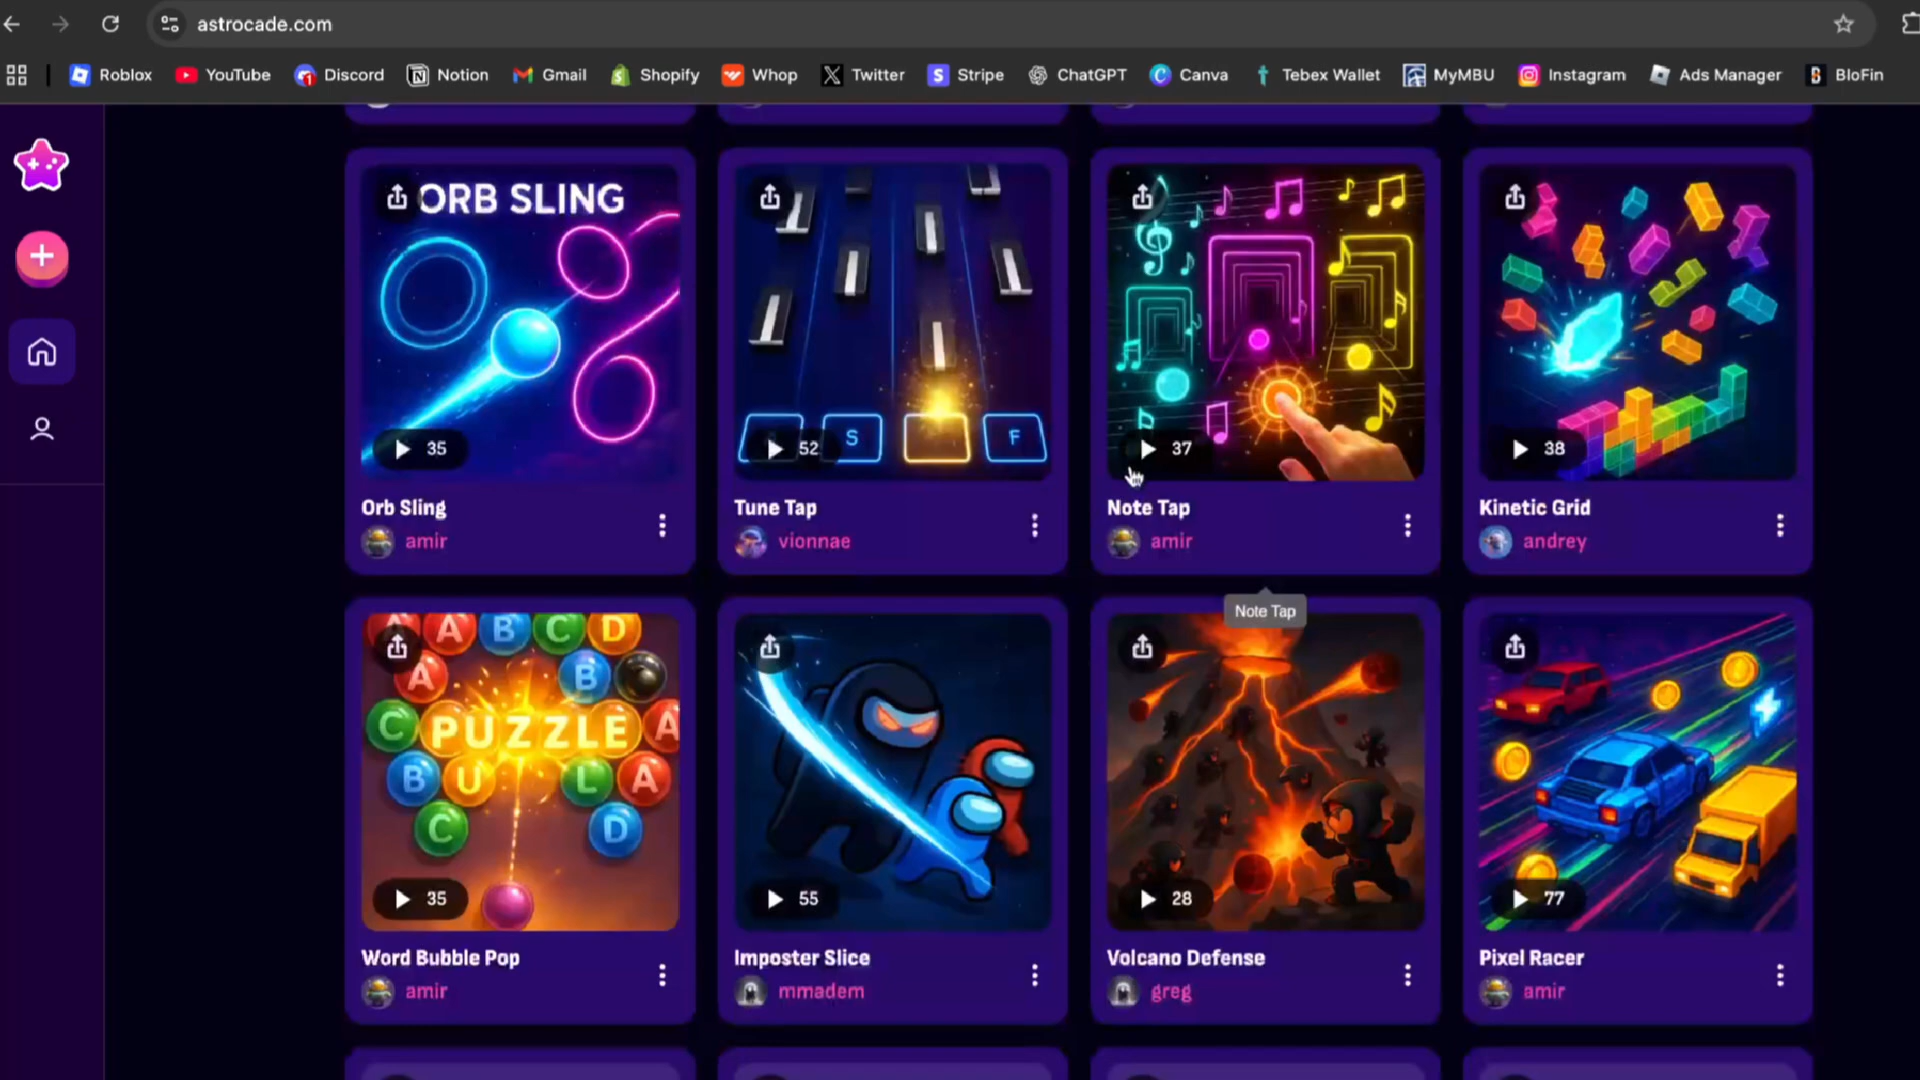 astrocade.com
Roblox YouTube Discord Notion Gmail Shopify Whop Twitter Stripe ChatGPT Canva Tebex Wallet MyMBU Instagram Ads Manager BloFin
ORB SLING
35
Orb Sling
amir
S F
52
Tune Tap
vionnae
37
Note Tap
amir
38
Kinetic Grid
andrey
Note Tap
A A B C D
A B
C PUZZLE A
B U L A
C D
35
Word Bubble Pop
amir
55
Imposter Slice
mmadem
28
Volcano Defense
greg
77
Pixel Racer
amir